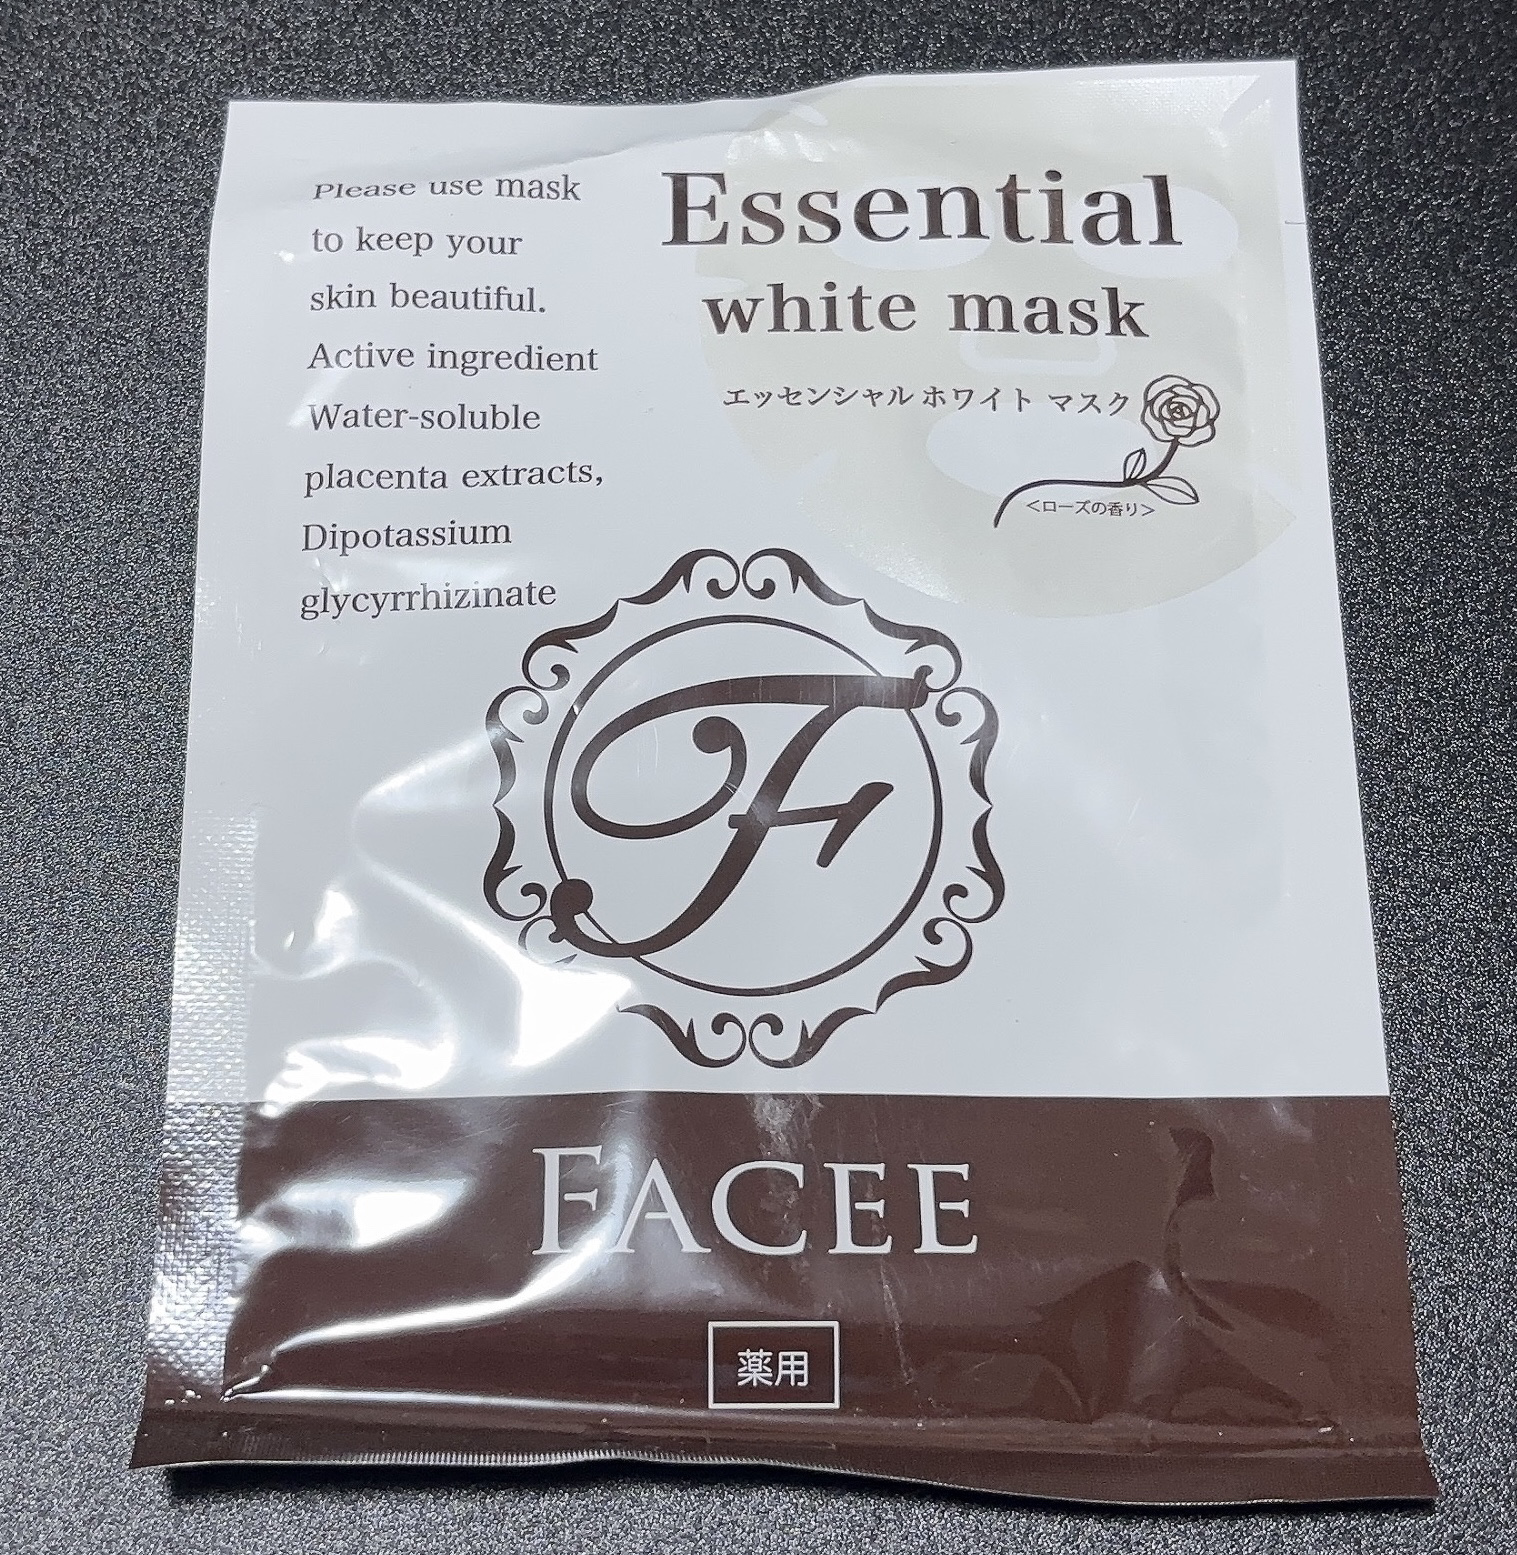 Please use mask
to keep your
skin beautiful.
Active ingredient
Water-soluble
placenta extracts,
Dipotassium
glycyrrhizinate
Essential
white mask
エッセンシャル ホワイト マスク
<ローズの香り>
F
FACEE
薬用